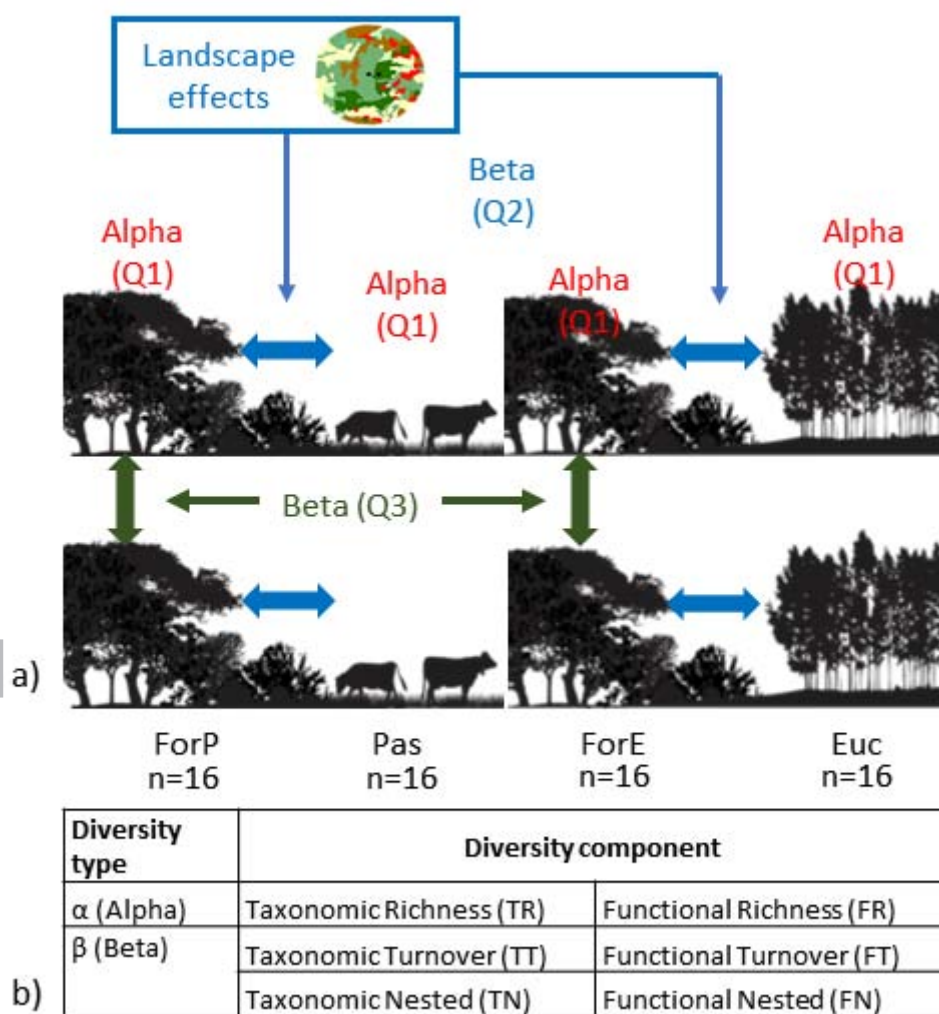 Landscape
effects
Beta
(Q2)
Alpha
(Q1)
Alpha
(Q1)
Alpha
(Q1)
Alpha
(Q1)
Beta (Q3)
a)
ForP
n=16
Pas
n=16
ForE
n=16
Euc
n=16
Diversity
type
Diversity component
α (Alpha)
Taxonomic Richness (TR)
Functional Richness (FR)
β (Beta)
Taxonomic Turnover (TT)
Functional Turnover (FT)
b)
Taxonomic Nested (TN)
Functional Nested (FN)